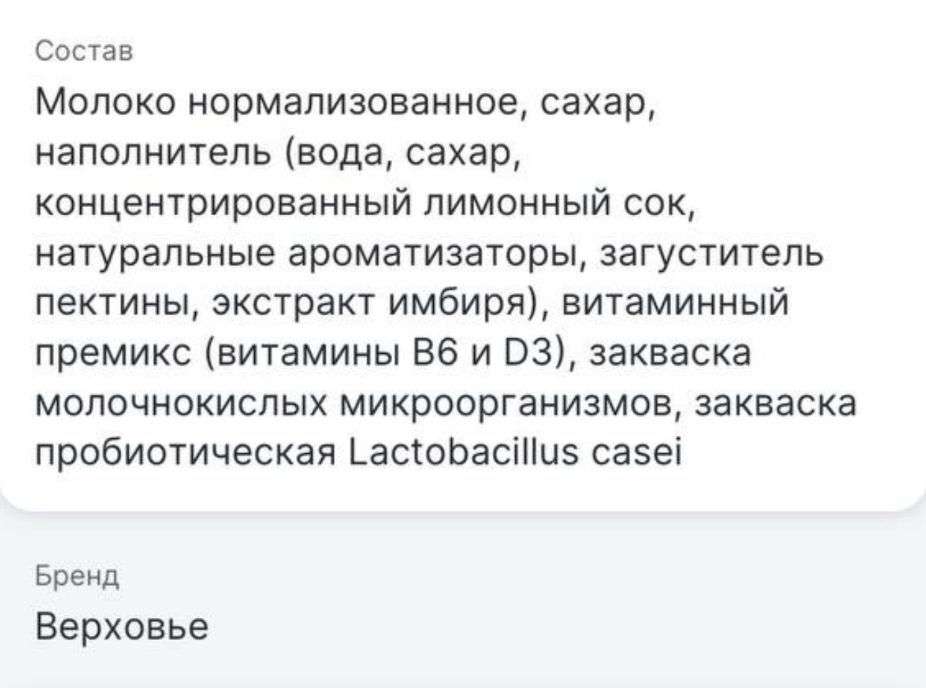 Состав
Молоко нормализованное, сахар,
наполнитель (вода, сахар,
концентрированный лимонный сок,
натуральные ароматизаторы, загуститель
пектины, экстракт имбиря), витаминный
премикс (витамины B6 и D3), закваска
молочнокислых микроорганизмов, закваска
пробиотическая Lactobacillus casei
Бренд
Верховье